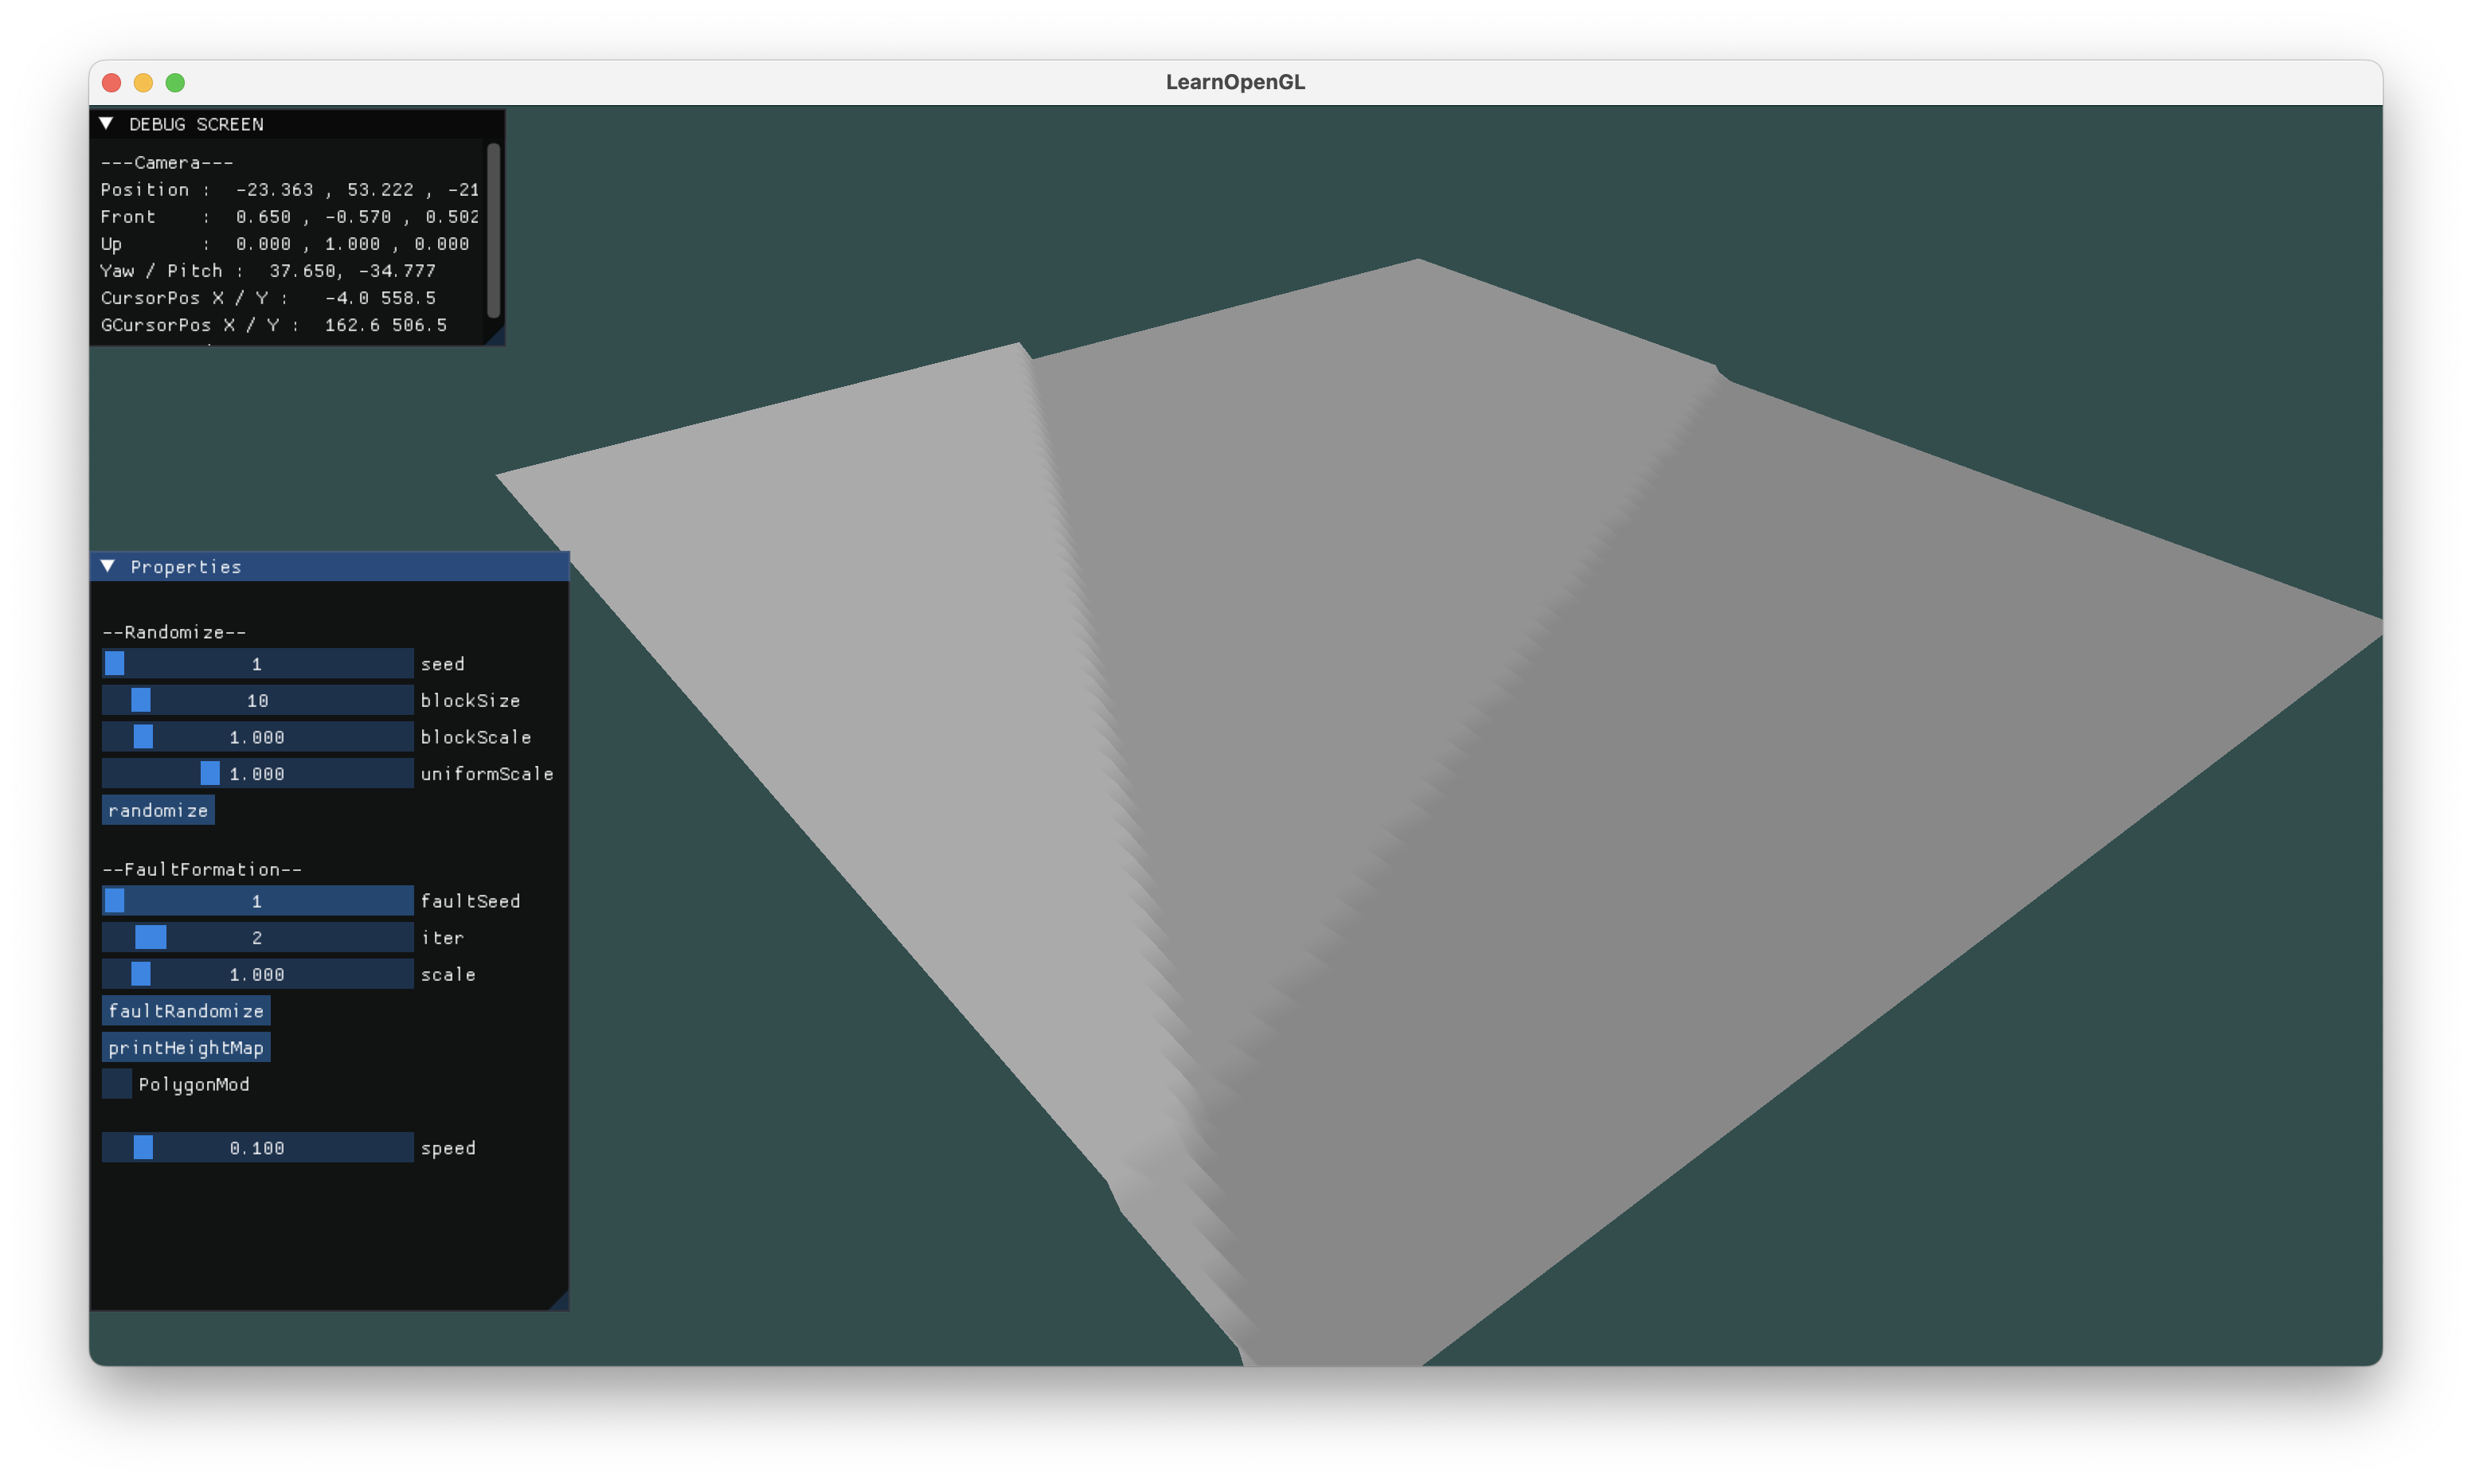 LearnOpenGL
DEBUG SCREEN
---Camera---
Position :  -23.363 , 53.222 , -21
Front    :  0.650 , -0.570 , 0.502
Up       :  0.000 , 1.000 , 0.000
Yaw / Pitch :  37.650, -34.777
CursorPos X / Y :   -4.0 558.5
GCursorPos X / Y :  162.6 506.5
Properties
--Randomize--
1 seed
10 blockSize
1.000 blockScale
1.000 uniformScale
randomize
--FaultFormation--
1 faultSeed
2 iter
1.000 scale
faultRandomize
printHeightMap
PolygonMod
0.100 speed